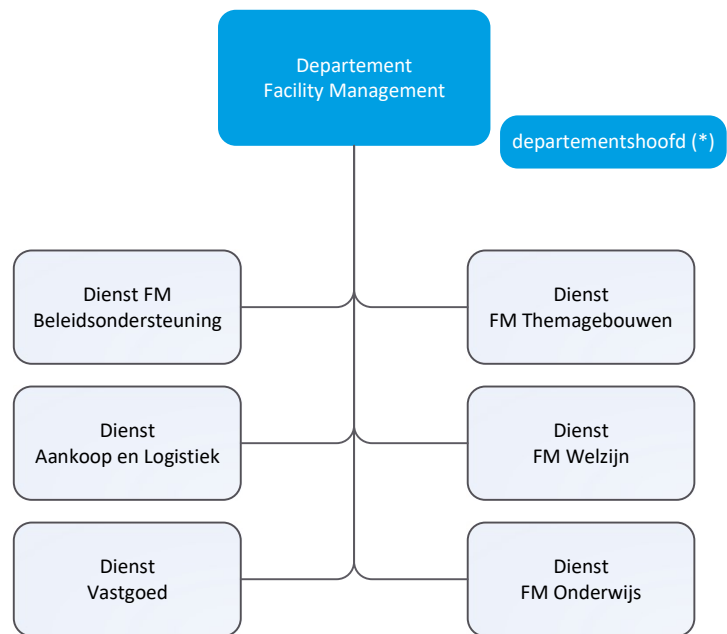 Departement
Facility Management
departementshoofd (*)
Dienst FM
Beleidsondersteuning
Dienst
FM Themagebouwen
Dienst
Aankoop en Logistiek
Dienst
FM Welzijn
Dienst
Vastgoed
Dienst
FM Onderwijs